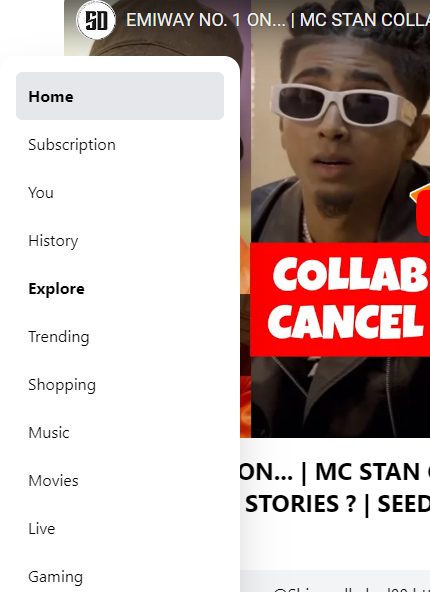 SD EMIWAY NO. 1 ON... | MC STAN COLLA
Home
Subscription
You
History
Explore
Trending
Shopping
Music
Movies
Live
Gaming
COLLAB
CANCEL
ON... | MC STAN
STORIES ? | SEED